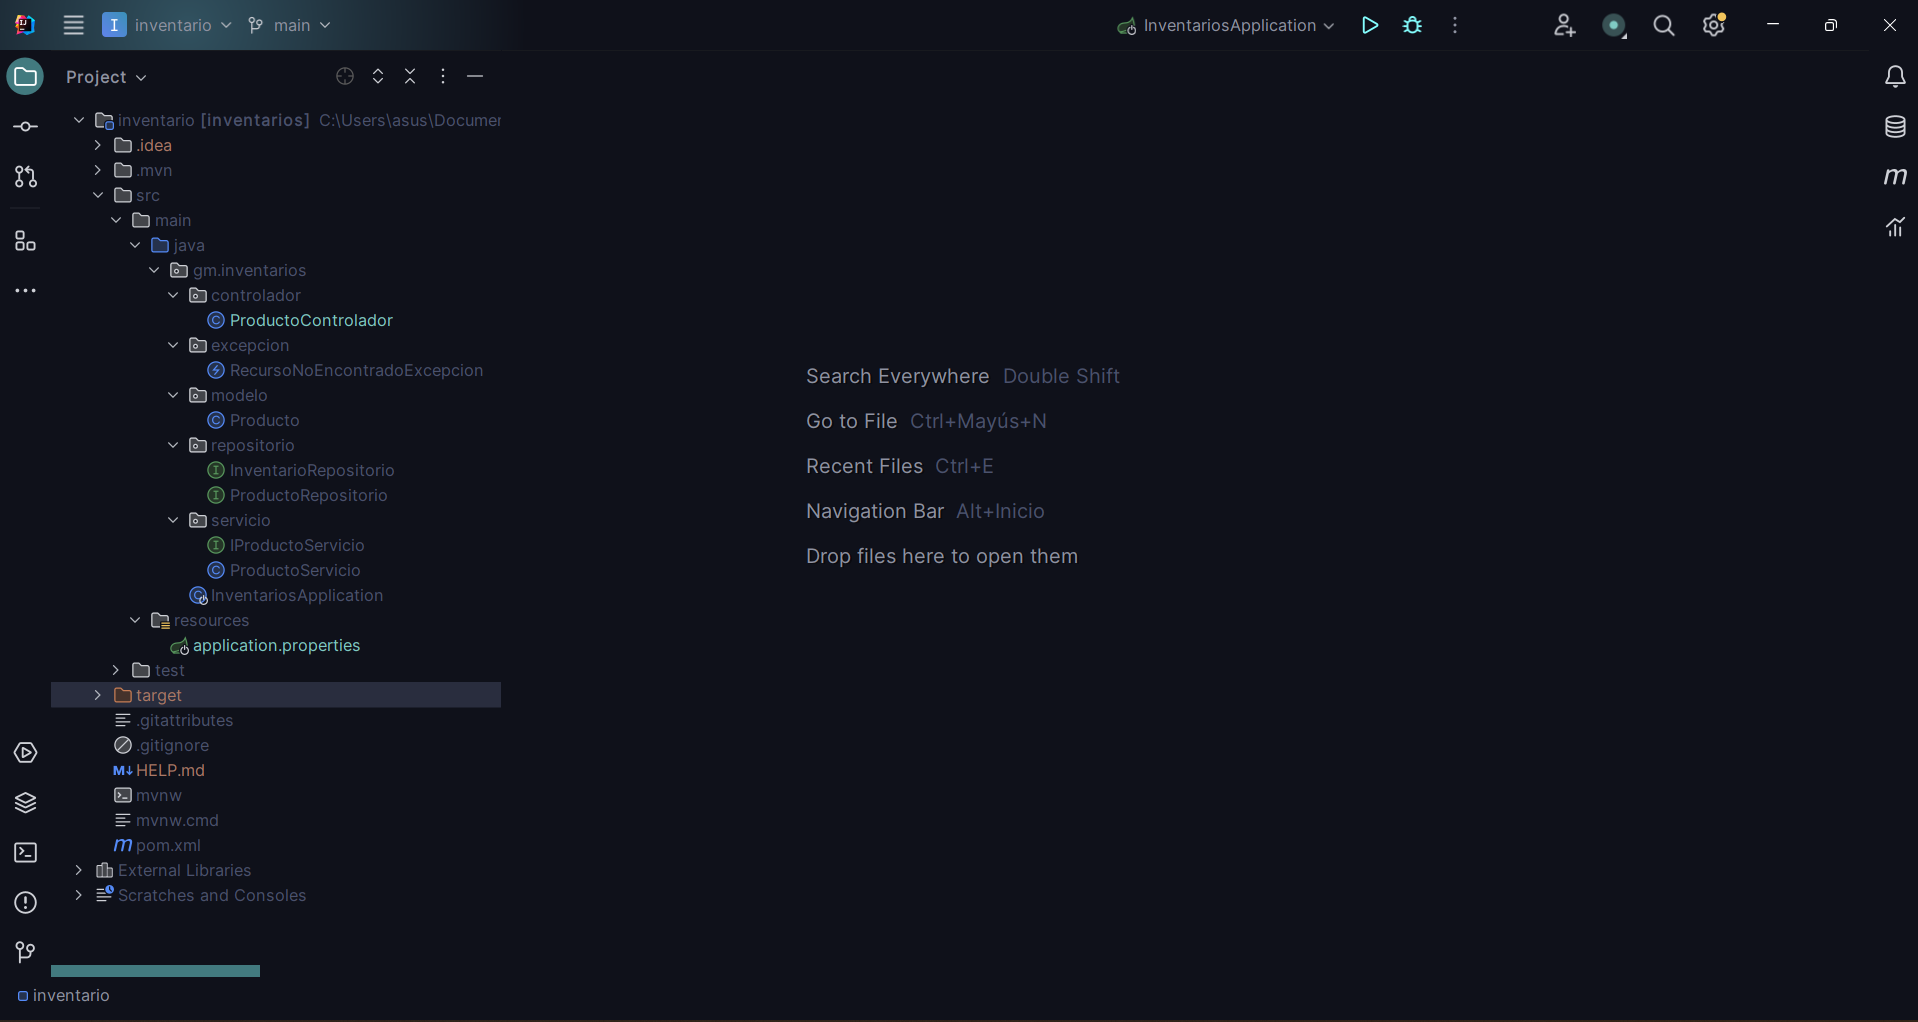 I inventario main InventariosApplication
Project
inventario [inventarios] C:\Users\asus\Documen
.idea
.mvn
src
main
java
gm.inventarios
controlador
C ProductoControlador
excepcion
RecursoNoEncontradoExcepcion
modelo
C Producto
repositorio
I InventarioRepositorio
I ProductoRepositorio
servicio
I IProductoServicio
C ProductoServicio
C InventariosApplication
resources
application.properties
test
target
.gitattributes
.gitignore
M↓ HELP.md
mvnw
mvnw.cmd
m pom.xml
External Libraries
Scratches and Consoles
Search Everywhere Double Shift
Go to File Ctrl+Mayús+N
Recent Files Ctrl+E
Navigation Bar Alt+Inicio
Drop files here to open them
m
inventario